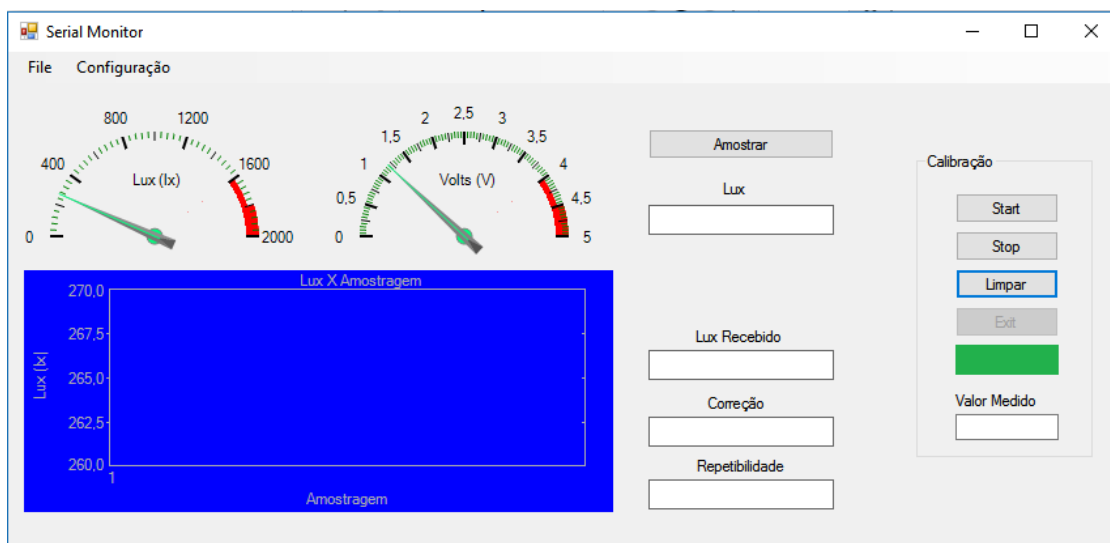 Serial Monitor
File Configuração
0 400 800 1200 1600 2000
Lux (lx)
0 0,5 1 1,5 2 2,5 3 3,5 4 4,5 5
Volts (V)
Lux X Amostragem
270,0
267,5
265,0
262,5
260,0
Lux (lx|
1
Amostragem
Amostrar
Lux
Lux Recebido
Correção
Repetibilidade
Calibração
Start
Stop
Limpar
Exit
Valor Medido